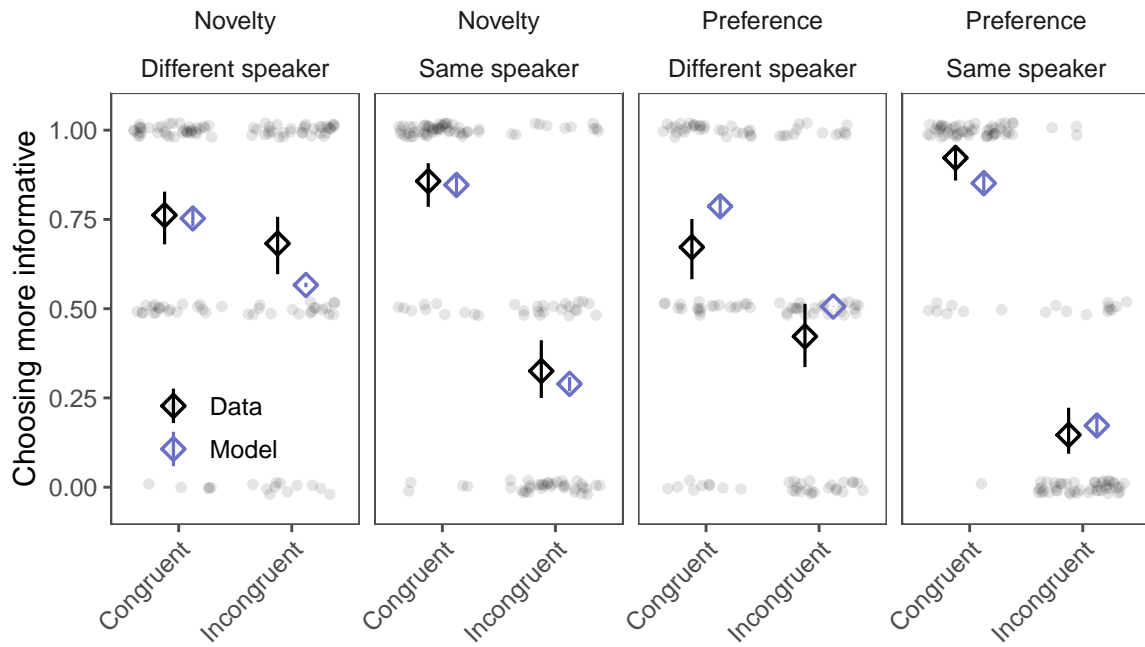 Novelty Novelty Preference Preference
Different speaker Same speaker Different speaker Same speaker
Choosing more informative
1.00
0.75
0.50
0.25
0.00
Data
Model
Congruent Incongruent Congruent Incongruent Congruent Incongruent Congruent Incongruent